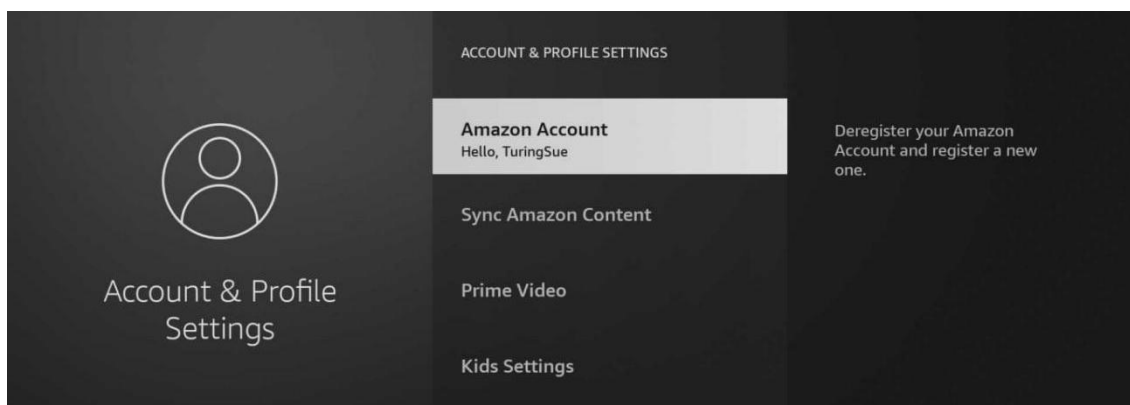 Account & Profile
Settings
ACCOUNT & PROFILE SETTINGS
Amazon Account
Hello, TuringSue
Sync Amazon Content
Prime Video
Kids Settings
Deregister your Amazon
Account and register a new
one.